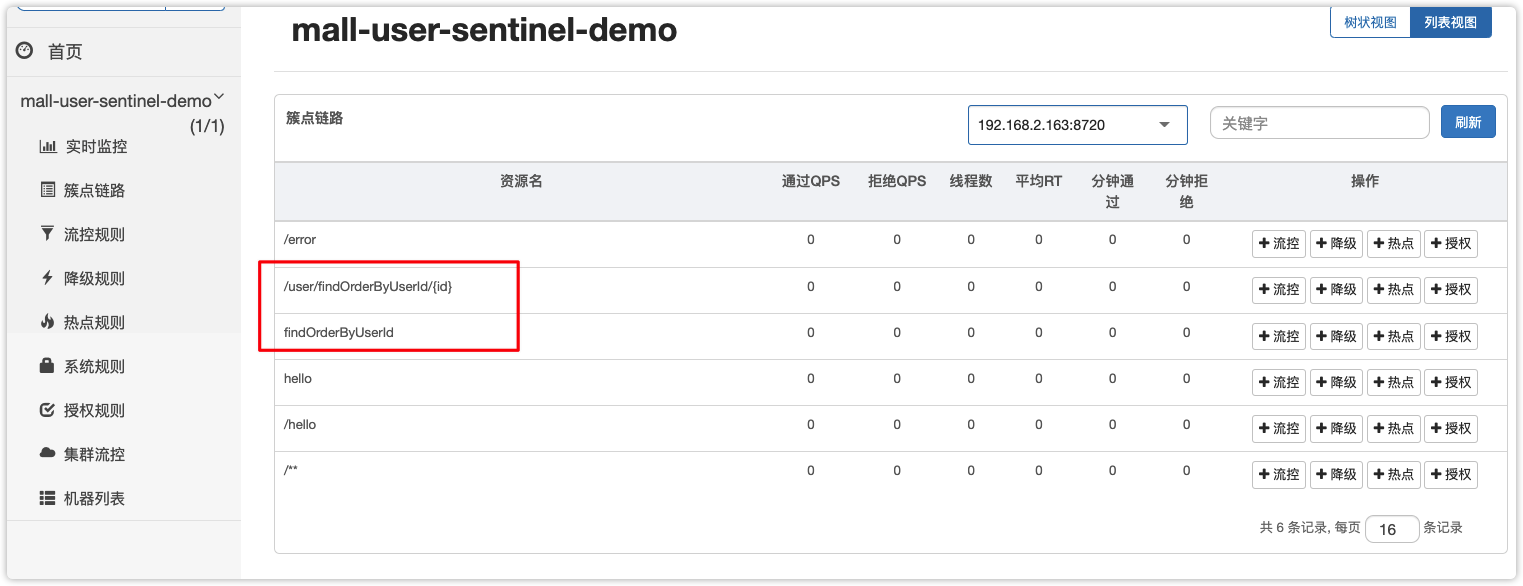 mall-user-sentinel-demo
树状视图 列表视图
首页
mall-user-sentinel-demo
(1/1)
实时监控
簇点链路
流控规则
降级规则
热点规则
系统规则
授权规则
集群流控
机器列表
簇点链路 192.168.2.163:8720 关键字 刷新
资源名 通过QPS 拒绝QPS 线程数 平均RT 分钟通 分钟拒 操作
过 绝
/error 0 0 0 0 0 0 流控 降级 热点 授权
/user/findOrderByUserId/{id} 0 0 0 0 0 0 流控 降级 热点 授权
findOrderByUserId 0 0 0 0 0 0 流控 降级 热点 授权
hello 0 0 0 0 0 0 流控 降级 热点 授权
/hello 0 0 0 0 0 0 流控 降级 热点 授权
/** 0 0 0 0 0 0 流控 降级 热点 授权
共 6 条记录, 每页 16 条记录